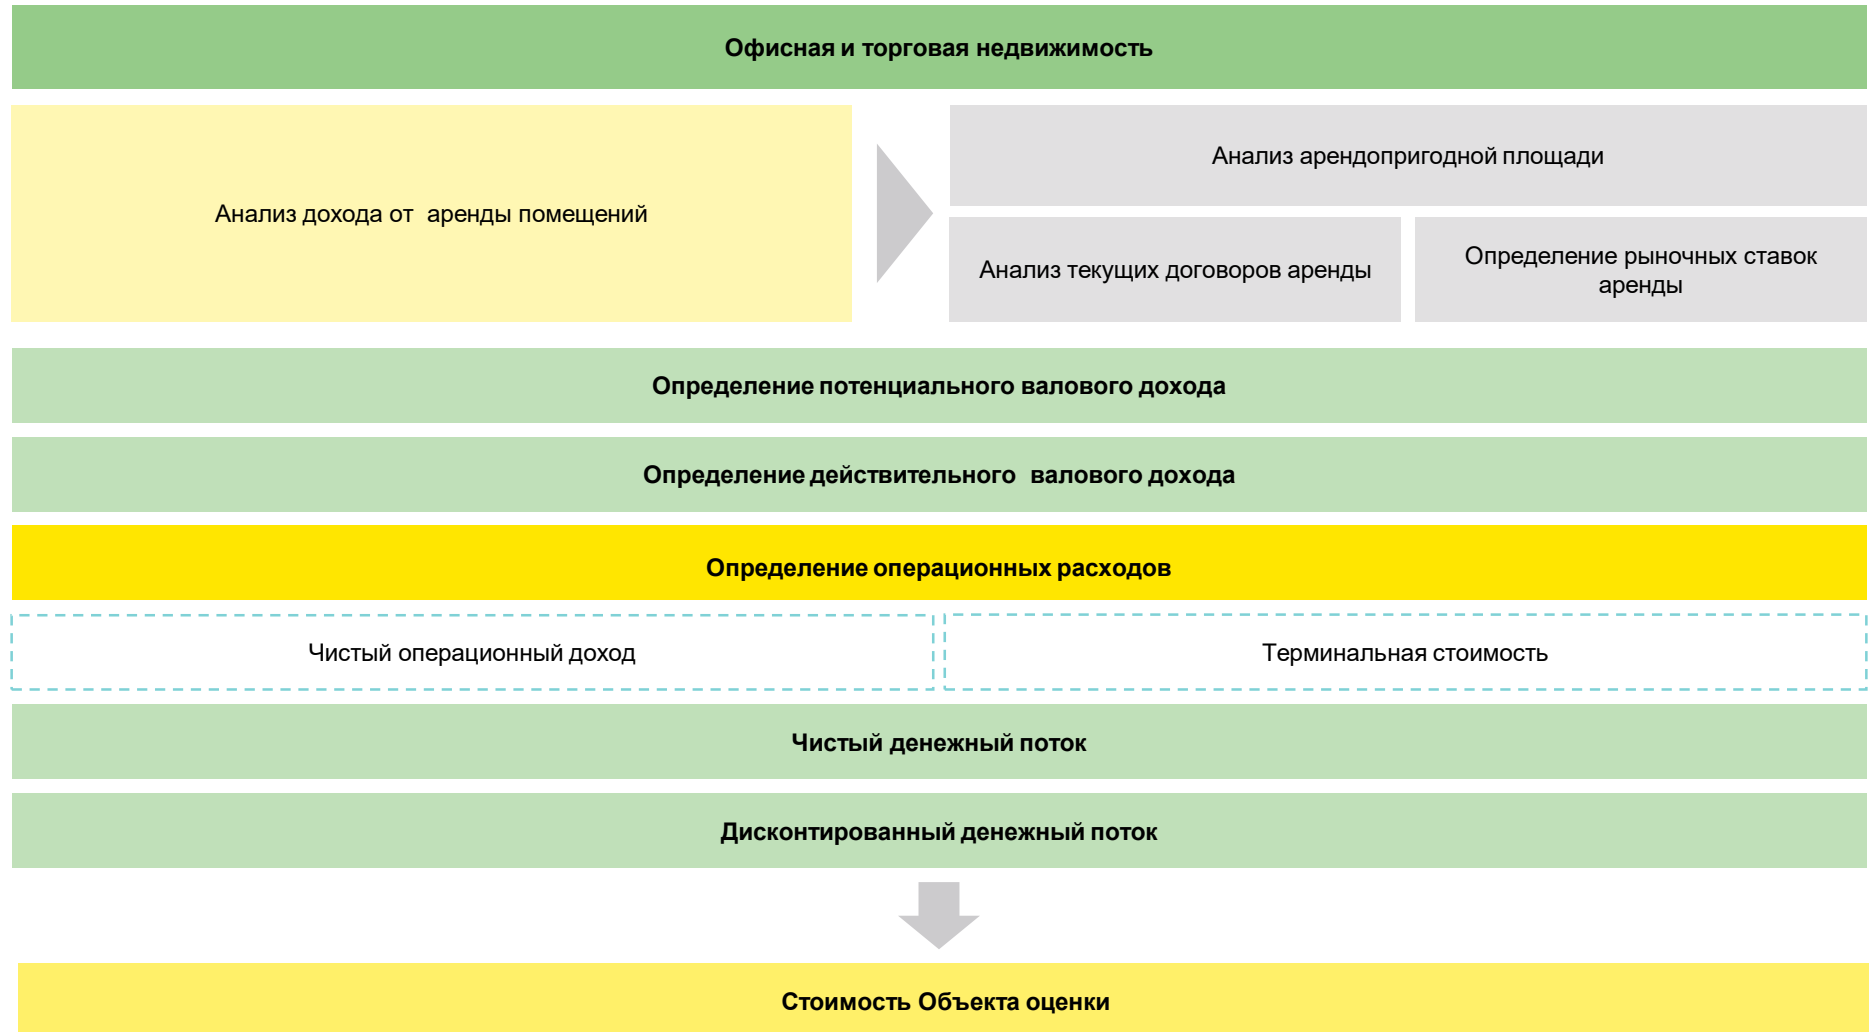 Офисная и торговая недвижимость
Анализ дохода от аренды помещений
Анализ арендопригодной площади
Анализ текущих договоров аренды
Определение рыночных ставок
аренды
Определение потенциального валового дохода
Определение действительного валового дохода
Определение операционных расходов
Чистый операционный доход
Терминальная стоимость
Чистый денежный поток
Дисконтированный денежный поток
Стоимость Объекта оценки